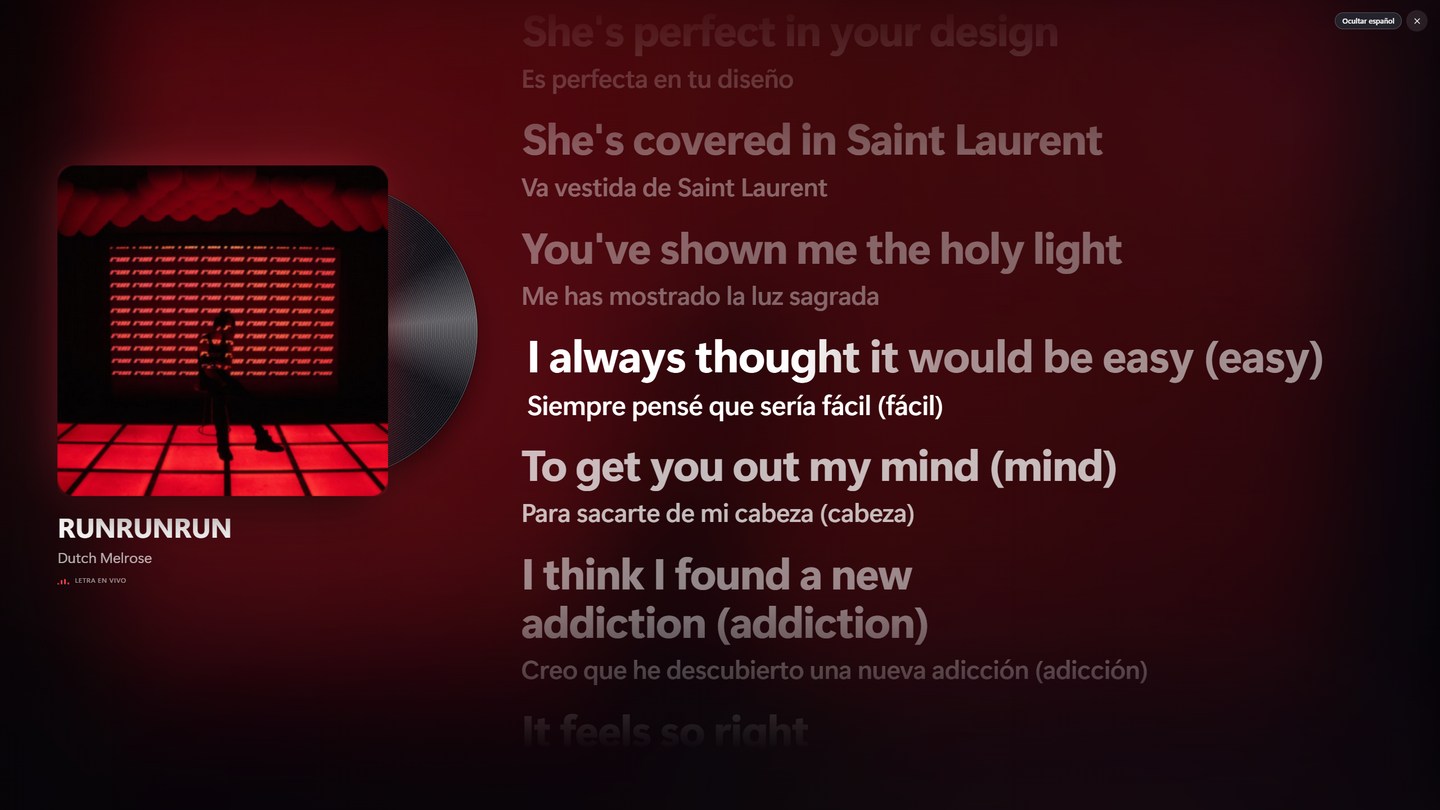 Ocultar español
She's perfect in your design
Es perfecta en tu diseño
She's covered in Saint Laurent
Va vestida de Saint Laurent
You've shown me the holy light
Me has mostrado la luz sagrada
I always thought it would be easy (easy)
Siempre pensé que sería fácil (fácil)
To get you out my mind (mind)
Para sacarte de mi cabeza (cabeza)
I think I found a new
addiction (addiction)
Creo que he descubierto una nueva adicción (adicción)
It feels so right
RUNRUNRUN
Dutch Melrose
LETRA EN VIVO